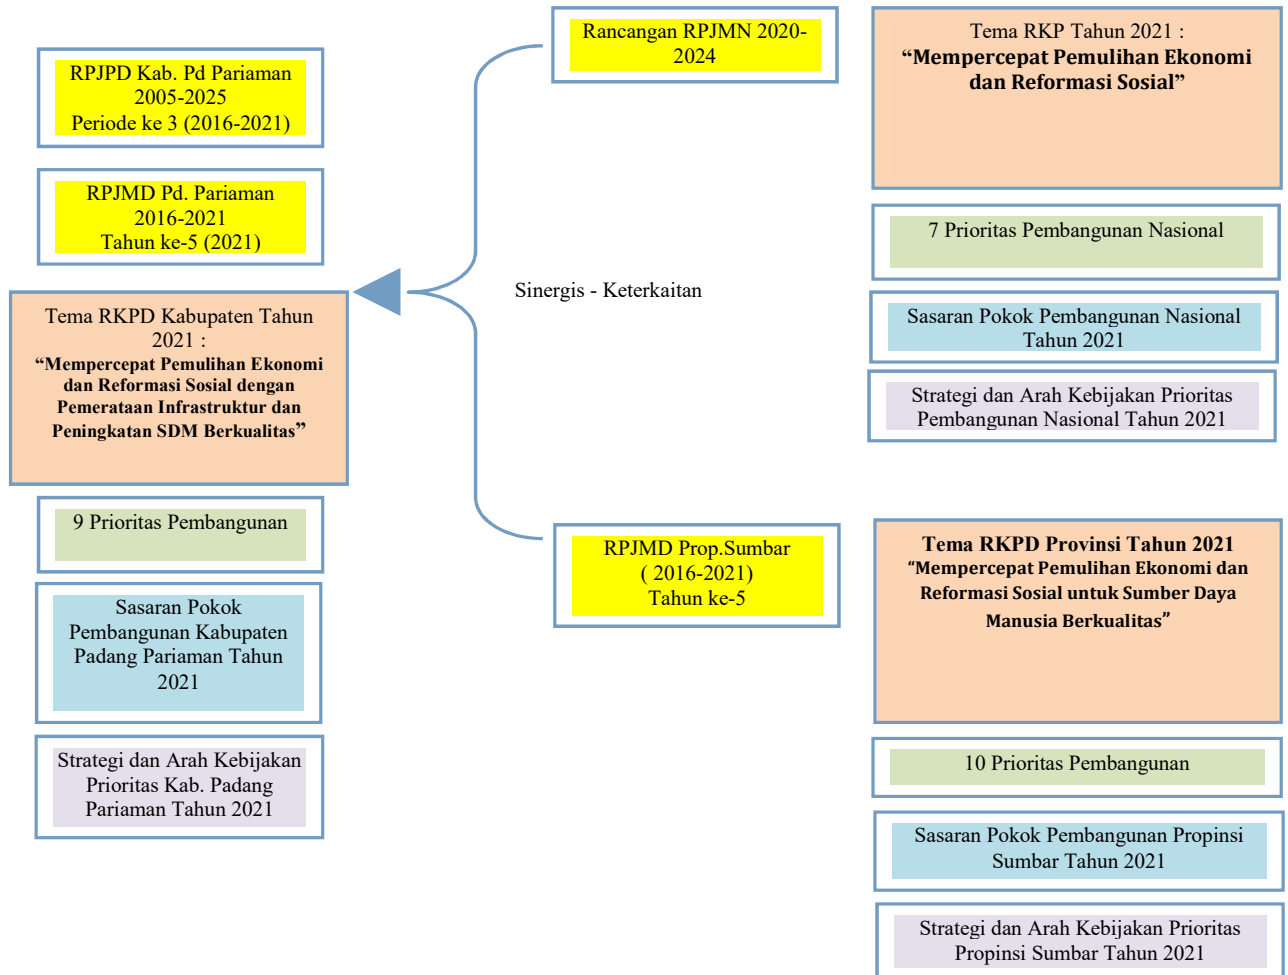 RPJPD Kab. Pd Pariaman
2005-2025
Periode ke 3 (2016-2021)
RPJMD Pd. Pariaman
2016-2021
Tahun ke-5 (2021)
Tema RKPD Kabupaten Tahun
2021 :
“Mempercepat Pemulihan Ekonomi
dan Reformasi Sosial dengan
Pemerataan Infrastruktur dan
Peningkatan SDM Berkualitas”
9 Prioritas Pembangunan
Sasaran Pokok
Pembangunan Kabupaten
Padang Pariaman Tahun
2021
Strategi dan Arah Kebijakan
Prioritas Kab. Padang
Pariaman Tahun 2021
Sinergis - Keterkaitan
Rancangan RPJMN 2020-
2024
Tema RKP Tahun 2021 :
“Mempercepat Pemulihan Ekonomi
dan Reformasi Sosial”
7 Prioritas Pembangunan Nasional
Sasaran Pokok Pembangunan Nasional
Tahun 2021
Strategi dan Arah Kebijakan Prioritas
Pembangunan Nasional Tahun 2021
RPJMD Prop.Sumbar
( 2016-2021)
Tahun ke-5
Tema RKPD Provinsi Tahun 2021
“Mempercepat Pemulihan Ekonomi dan
Reformasi Sosial untuk Sumber Daya
Manusia Berkualitas”
10 Prioritas Pembangunan
Sasaran Pokok Pembangunan Propinsi
Sumbar Tahun 2021
Strategi dan Arah Kebijakan Prioritas
Propinsi Sumbar Tahun 2021